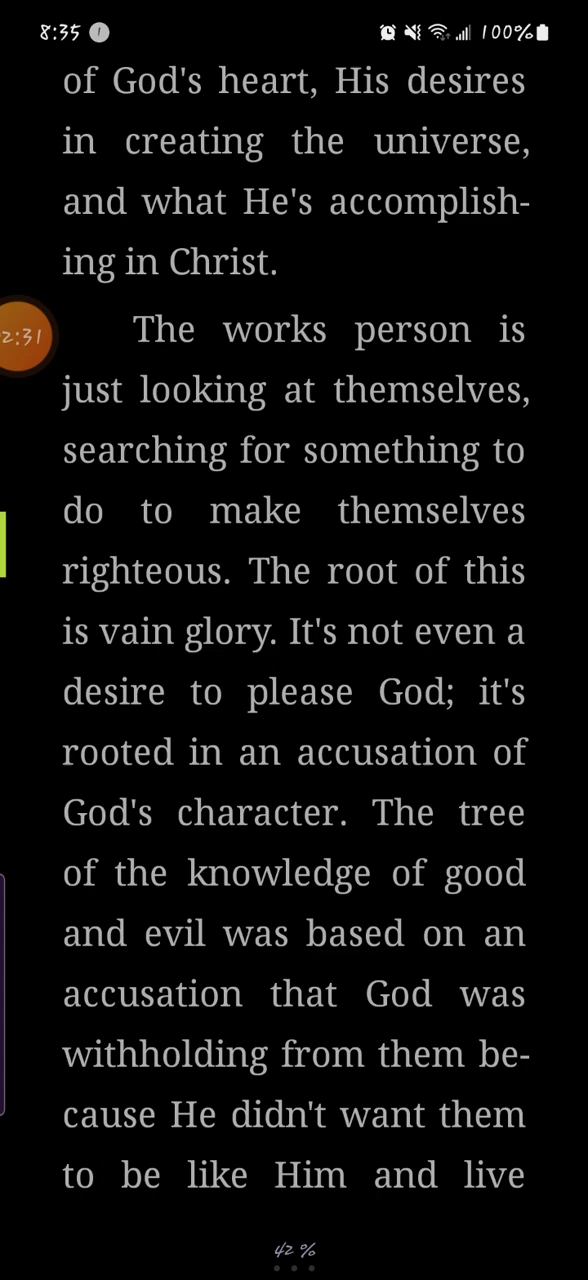 8:35
100%
of God's heart, His desires
in creating the universe,
and what He's accomplish-
ing in Christ.
2:31
The works person is
just looking at themselves,
searching for something to
do to make themselves
righteous. The root of this
is vain glory. It's not even a
desire to please God; it's
rooted in an accusation of
God's character. The tree
of the knowledge of good
and evil was based on an
accusation that God was
withholding from them be-
cause He didn't want them
to be like Him and live
42%